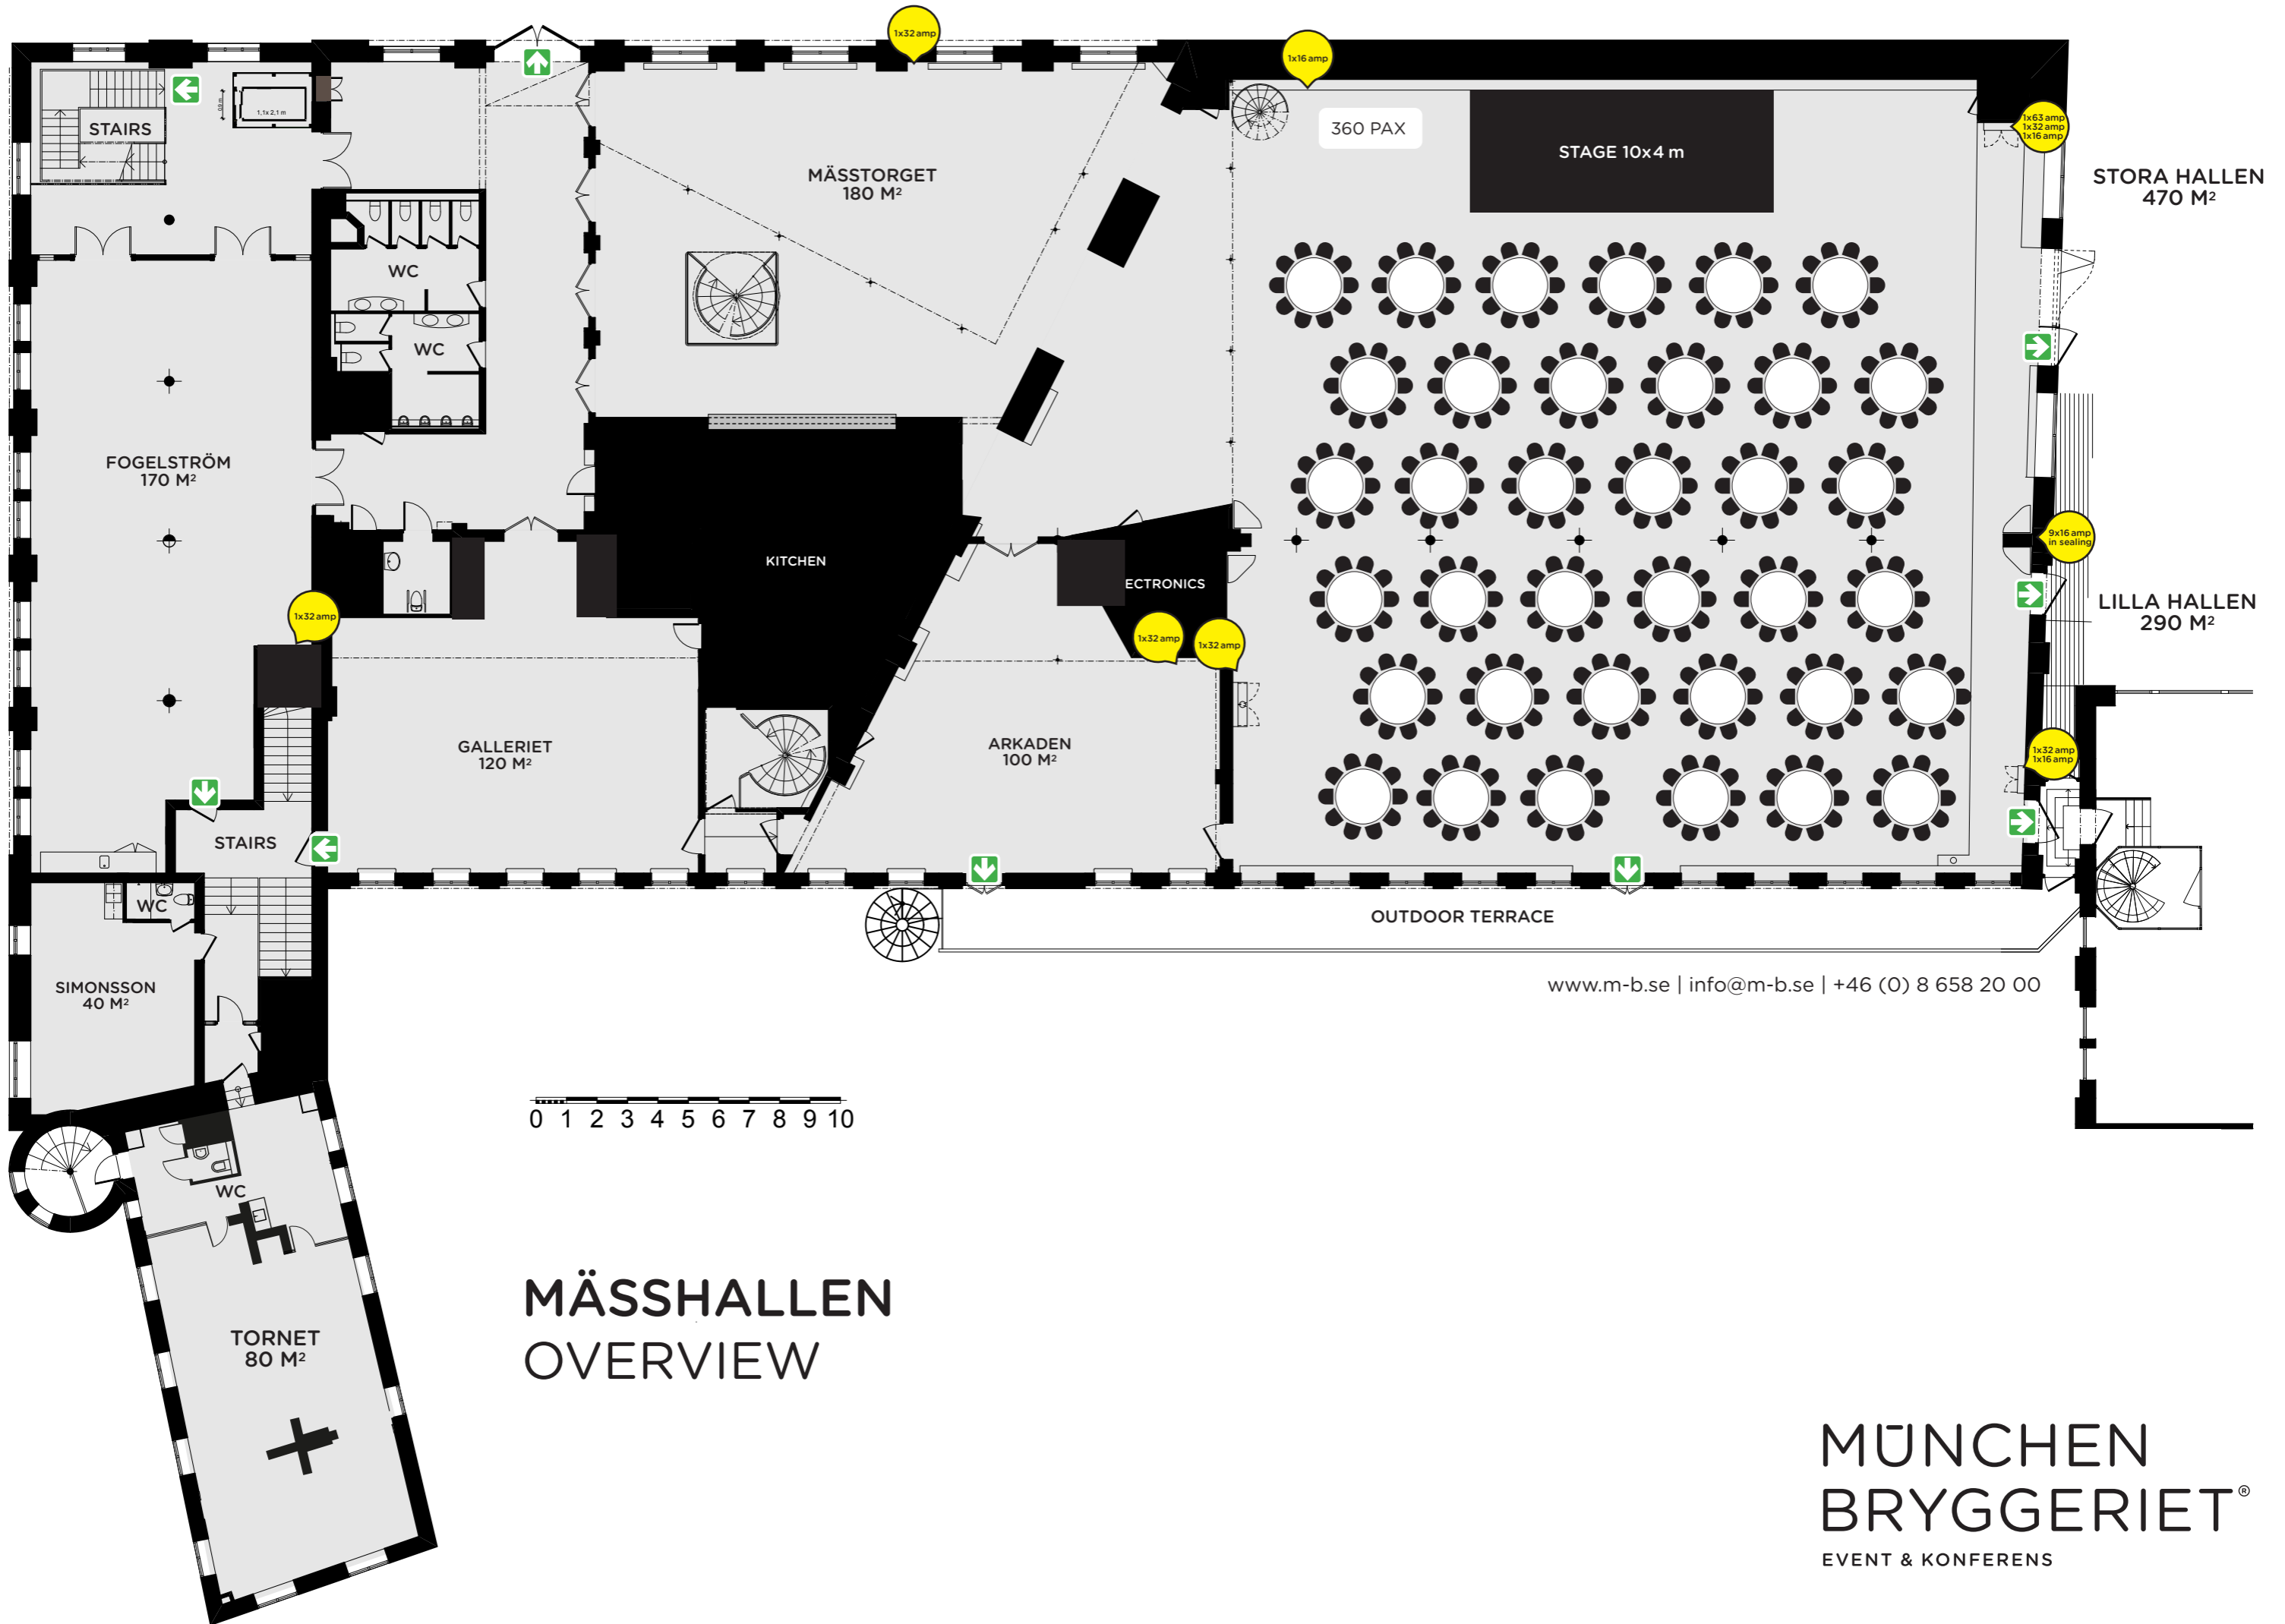 1x32 amp
1x16 amp
1x63 amp
1x32 amp
1x16 amp
1,1x 2,1 m
STAIRS
360 PAX
STAGE 10x4 m
MÄSSTORGET
180 M²
STORA HALLEN
470 M²
WC
WC
FOGELSTRÖM
170 M²
KITCHEN
9x16 amp
in sealing
ECTRONICS
1x32 amp
1x32 amp
1x32 amp
LILLA HALLEN
290 M²
GALLERIET
120 M²
ARKADEN
100 M²
1x32 amp
1x16 amp
STAIRS
WC
OUTDOOR TERRACE
SIMONSSON
40 M²
www.m-b.se | info@m-b.se | +46 (0) 8 658 20 00
0 1 2 3 4 5 6 7 8 9 10
WC
MÄSSHALLEN
OVERVIEW
TORNET
80 M²
MÜNCHEN
BRYGGERIET®
EVENT & KONFERENS